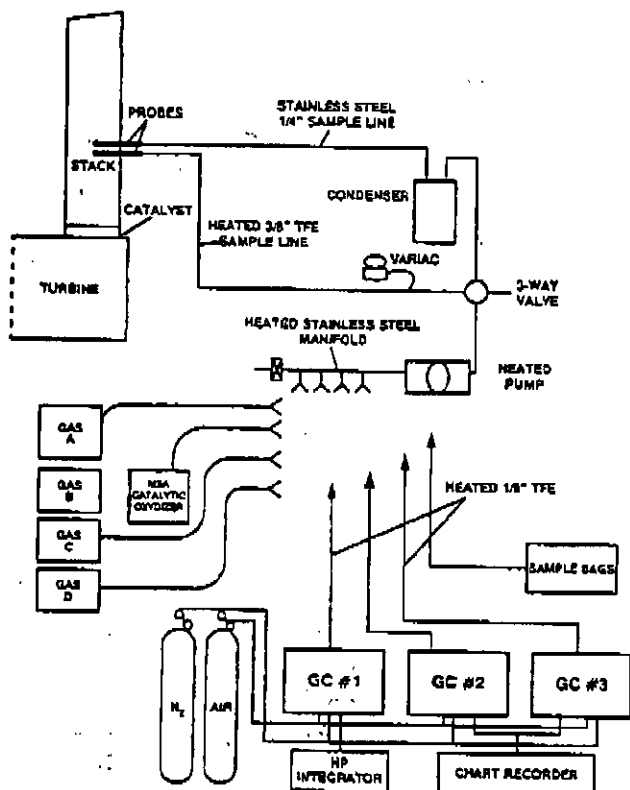 PROBES
STACK
STAINLESS STEEL
1/4" SAMPLE LINE
CONDENSER
CATALYST
HEATED 3/8" TFE
SAMPLE LINE
VARIAC
TURBINE
3-WAY
VALVE
HEATED STAINLESS STEEL
MANIFOLD
HEATED
PUMP
GAS
A
GAS
B
CATALYTIC
OXYDIZER
GAS
C
GAS
D
HEATED 1/8" TFE
SAMPLE BAGS
N2
AIR
GC #1
GC #2
GC #3
HP
INTEGRATOR
CHART RECORDER